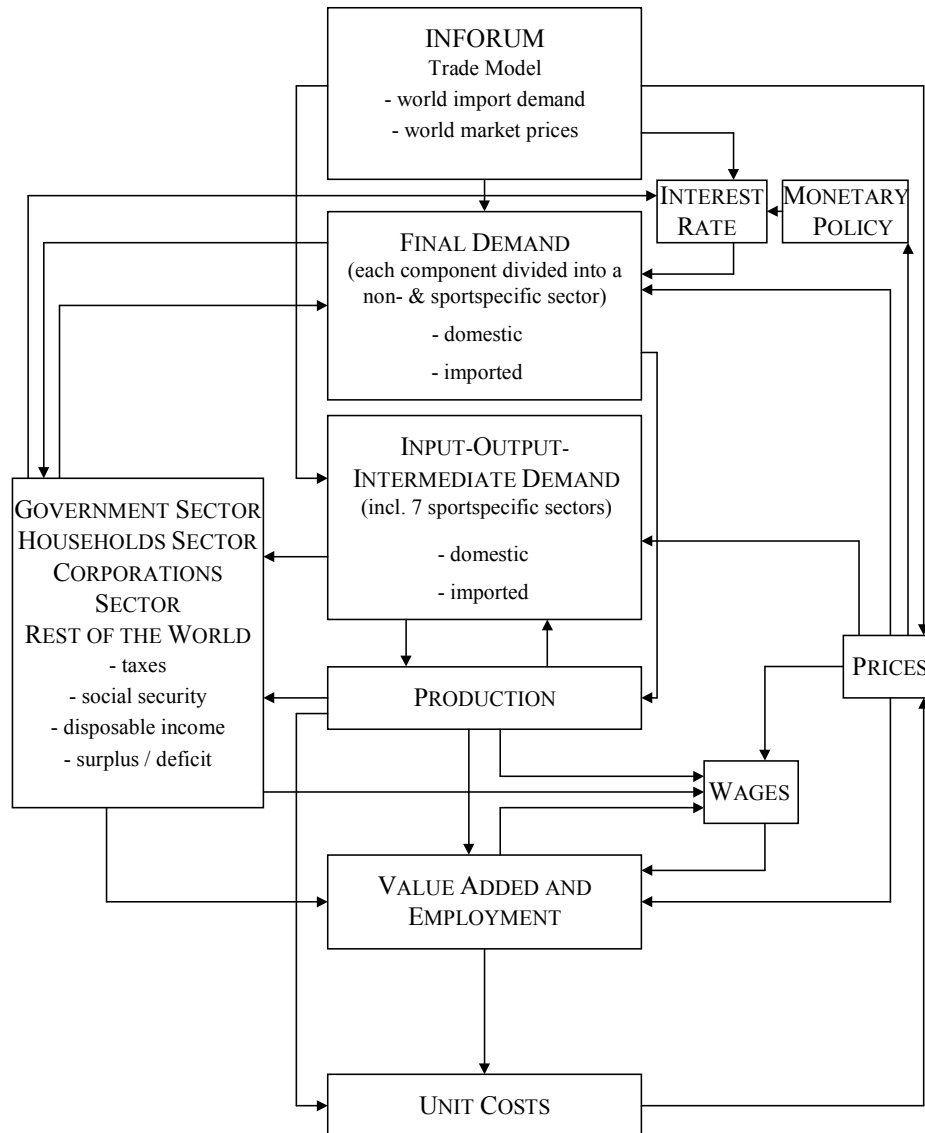 INFORUM
Trade Model
- world import demand
- world market prices
INTEREST
RATE
MONETARY
POLICY
FINAL DEMAND
(each component divided into a
non- & sportspecific sector)
- domestic
- imported
INPUT-OUTPUT-
INTERMEDIATE DEMAND
(incl. 7 sportspecific sectors)
- domestic
- imported
GOVERNMENT SECTOR
HOUSEHOLDS SECTOR
CORPORATIONS
SECTOR
REST OF THE WORLD
- taxes
- social security
- disposable income
- surplus / deficit
PRODUCTION
PRICES
WAGES
VALUE ADDED AND
EMPLOYMENT
UNIT COSTS